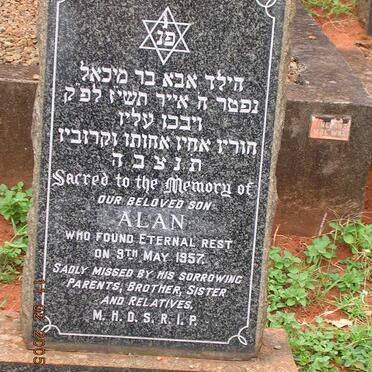 פנ
הילד אבא בר מיכאל
נפטר ח אייר תשיז לפ״ק
ויבכו עליו
הוריו אחיו אחותו וקרוביו
ת נ צ ב ה
Sacred to the Memory of
OUR BELOVED SON
ALAN
WHO FOUND ETERNAL REST
ON 9TH MAY 1957.
SADLY MISSED BY HIS SORROWING
PARENTS, BROTHER, SISTER
AND RELATIVES.
M. H. D. S. R. I. P.